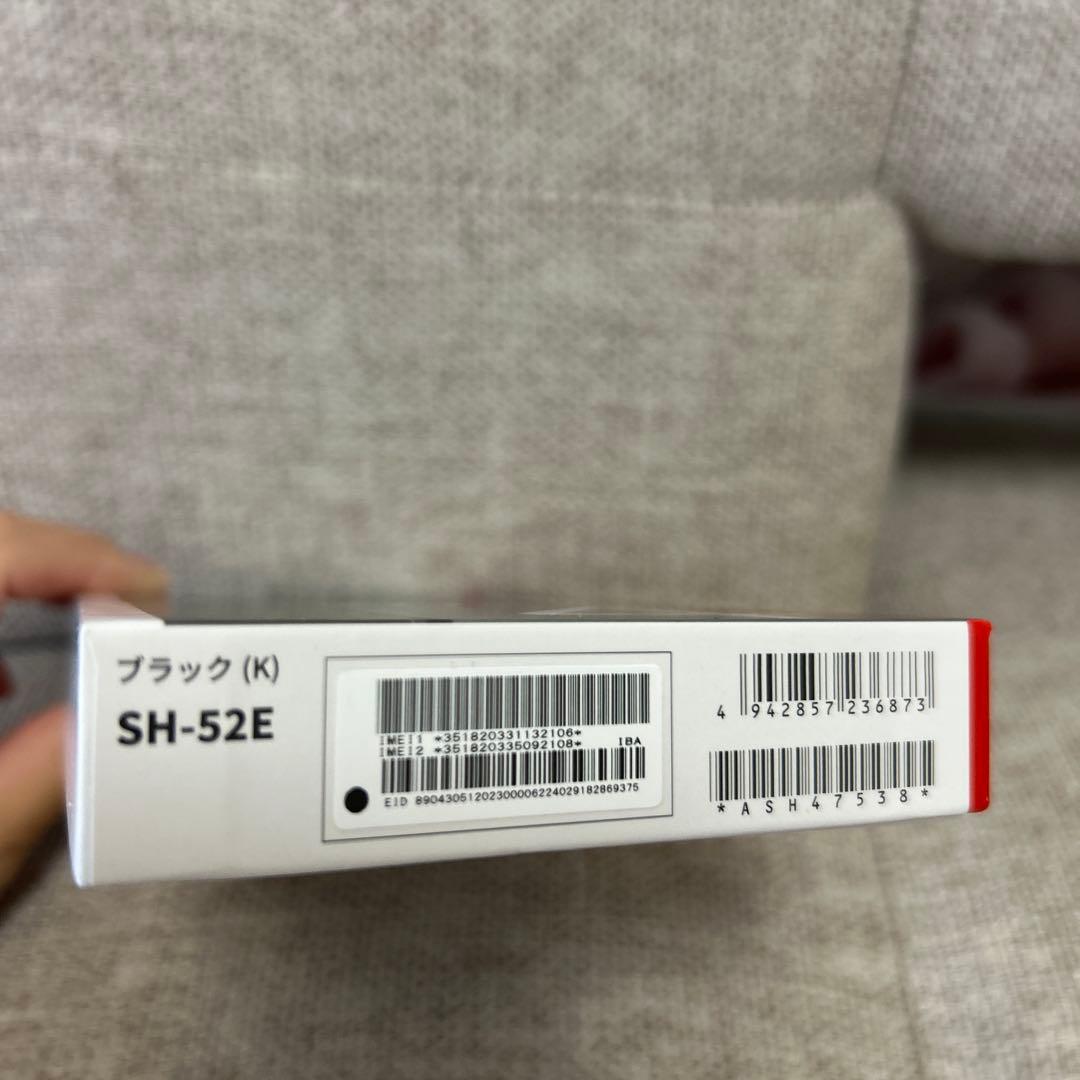 ブラック (K)
SH-52E
IMEI1 *351820331132106*
IMEI2 *351820335092108* IBA
EID 89043051202300006224029182869375
4 942857 236873
*ASH47538*